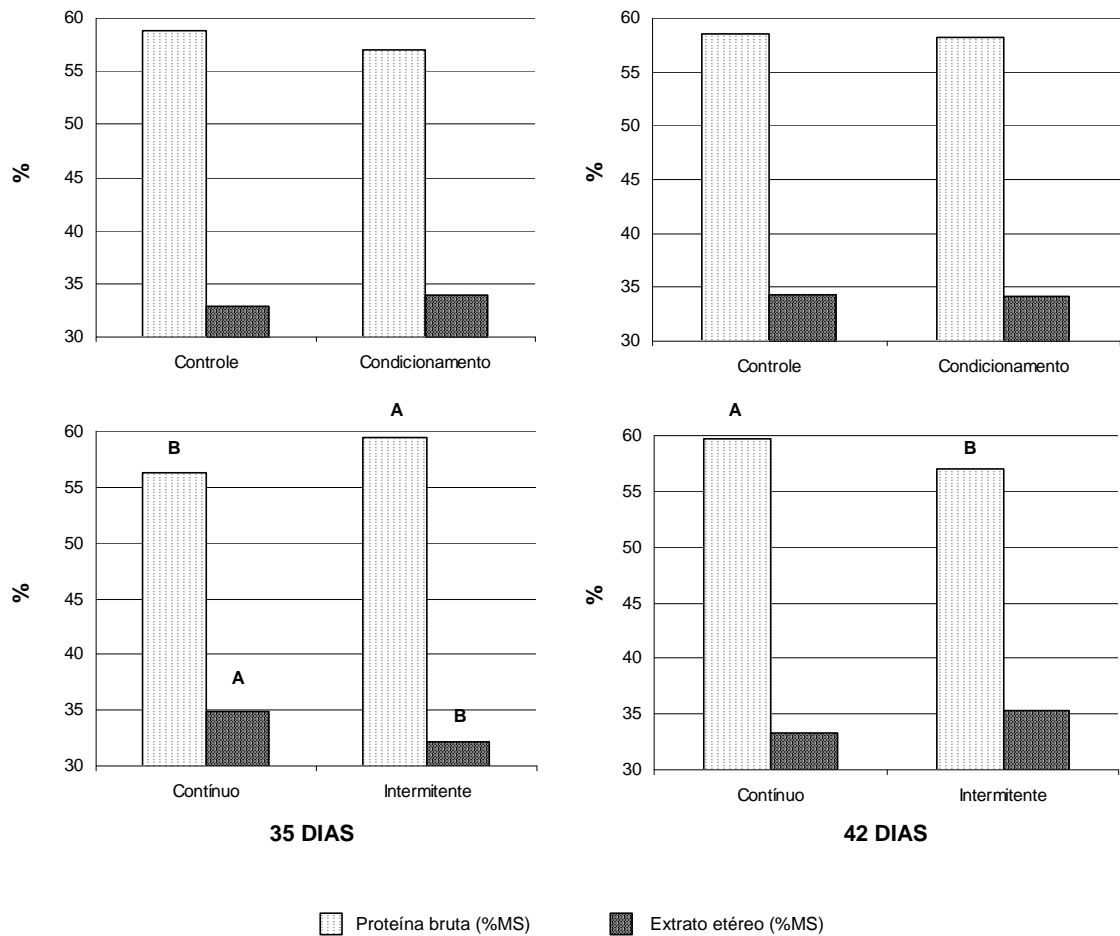 60
55
50
45
40
35
30
%
Controle
Condicionamento
60
55
50
45
40
35
30
%
Controle
Condicionamento
60
55
50
45
40
35
30
%
B
A
A
B
Contínuo
Intermitente
35 DIAS
60
55
50
45
40
35
30
%
A
B
Contínuo
Intermitente
42 DIAS
Proteína bruta (%MS)
Extrato etéreo (%MS)